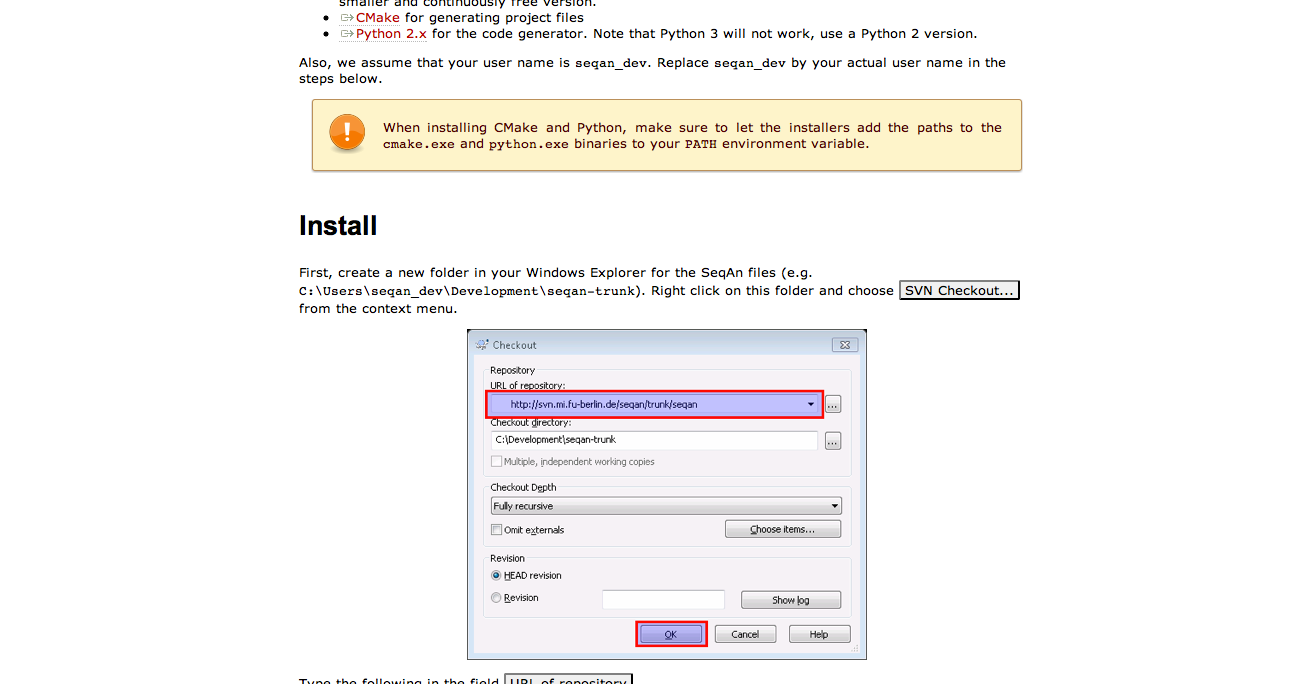 smaller and continuously free version.
CMake for generating project files
Python 2.x for the code generator. Note that Python 3 will not work, use a Python 2 version.
Also, we assume that your user name is seqan_dev. Replace seqan_dev by your actual user name in the
steps below.
When installing CMake and Python, make sure to let the installers add the paths to the
cmake.exe and python.exe binaries to your PATH environment variable.
Install
First, create a new folder in your Windows Explorer for the SeqAn files (e.g.
C:\Users\seqan_dev\Development\seqan-trunk). Right click on this folder and choose SVN Checkout...
from the context menu.
Checkout
Repository
URL of repository:
http://svn.mi.fu-berlin.de/seqan/trunk/seqan
...
Checkout directory:
C:\Development\seqan-trunk
...
Multiple, independent working copies
Checkout Depth
Fully recursive
Omit externals
Choose items...
Revision
HEAD revision
Revision
Show log
OK
Cancel
Help
Type the following in the field URL of repository